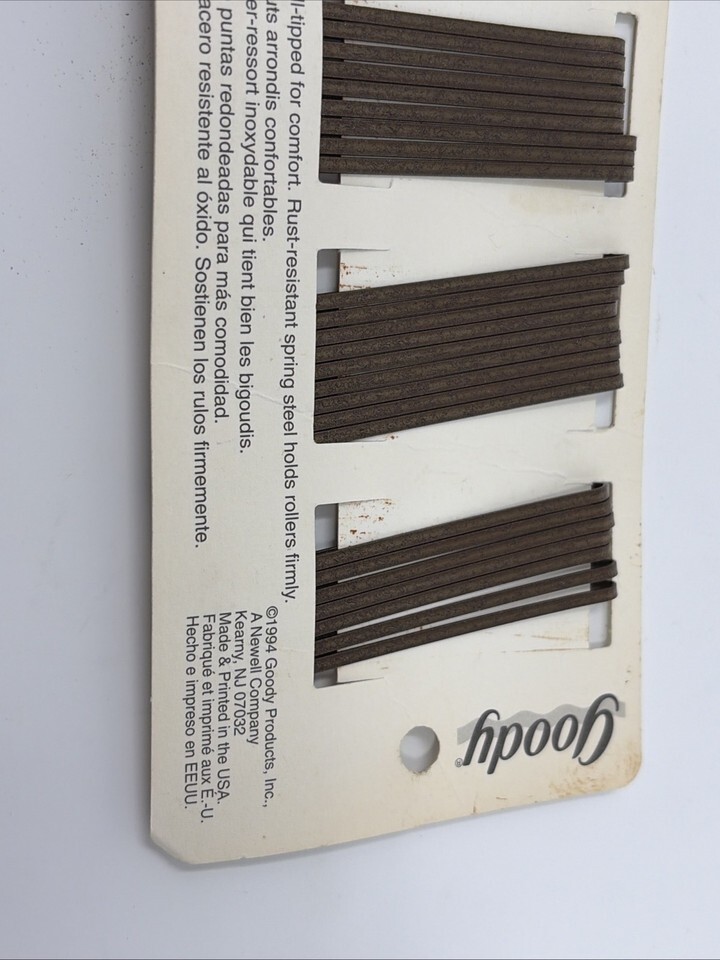 goody®
-tipped for comfort. Rust-resistant spring steel holds rollers firmly.
arrondis confortables.
er-ressort inoxydable qui tient bien les bigoudis.
puntas redondeadas para más comodidad.
acero resistente al óxido. Sostienen los rulos firmemente.
©1994 Goody Products, Inc.,
A Newell Company
Kearny, NJ 07032
Made & Printed in the USA.
Fabriqué et imprimé aux É.-U.
Hecho e impreso en EEUU.